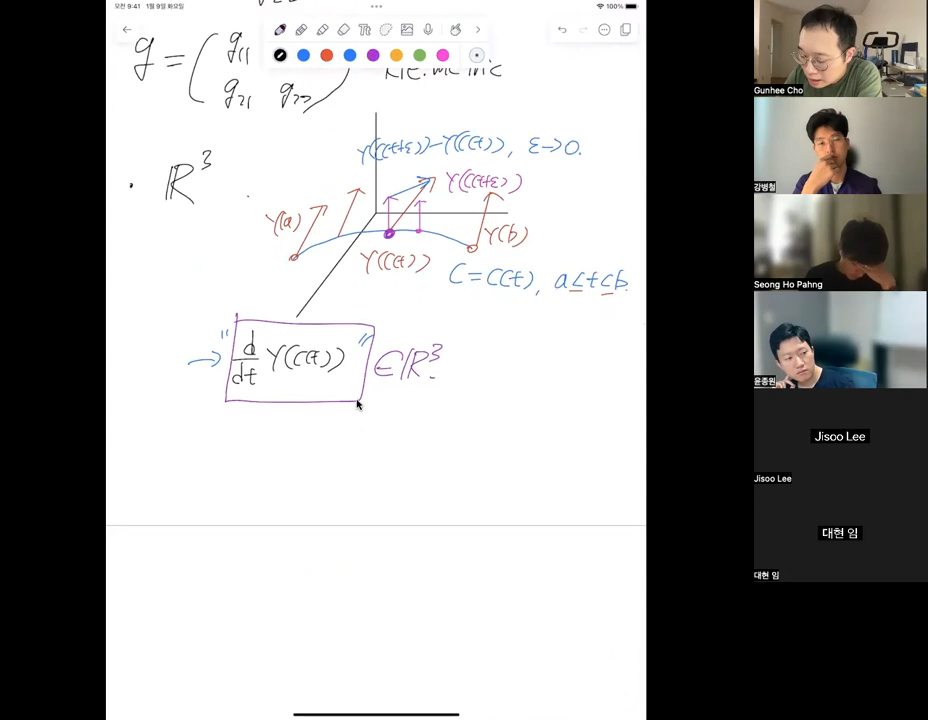 오전 9:41 1월 9일 화요일
100%
g = ( g11
g21 g22 )
· ℝ³
Y(C(t+ε))-Y(C(t)), ε→0.
Y(C(t+ε))
Y(a)
Y(b)
Y(C(t))
C = C(t), a≤t≤b.
→ " d/dt Y(C(t)) " ∈ ℝ³.
Gunhee Cho
강병철
Seong Ho Pahng
윤종원
Jisoo Lee
Jisoo Lee
대현 임
대현 임